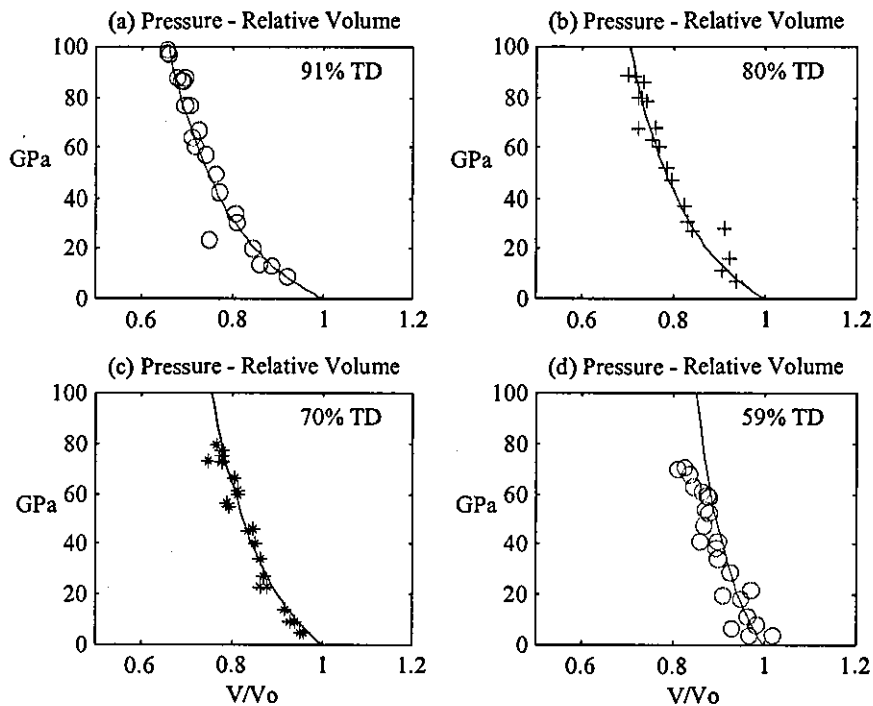 (a) Pressure - Relative Volume
100
80
60
GPa
40
20
0
91% TD
0.6 0.8 1 1.2
(b) Pressure - Relative Volume
100
80
60
GPa
40
20
0
80% TD
0.6 0.8 1 1.2
(c) Pressure - Relative Volume
100
80
60
GPa
40
20
0
70% TD
0.6 0.8 1 1.2
V/Vo
(d) Pressure - Relative Volume
100
80
60
GPa
40
20
0
59% TD
0.6 0.8 1 1.2
V/Vo